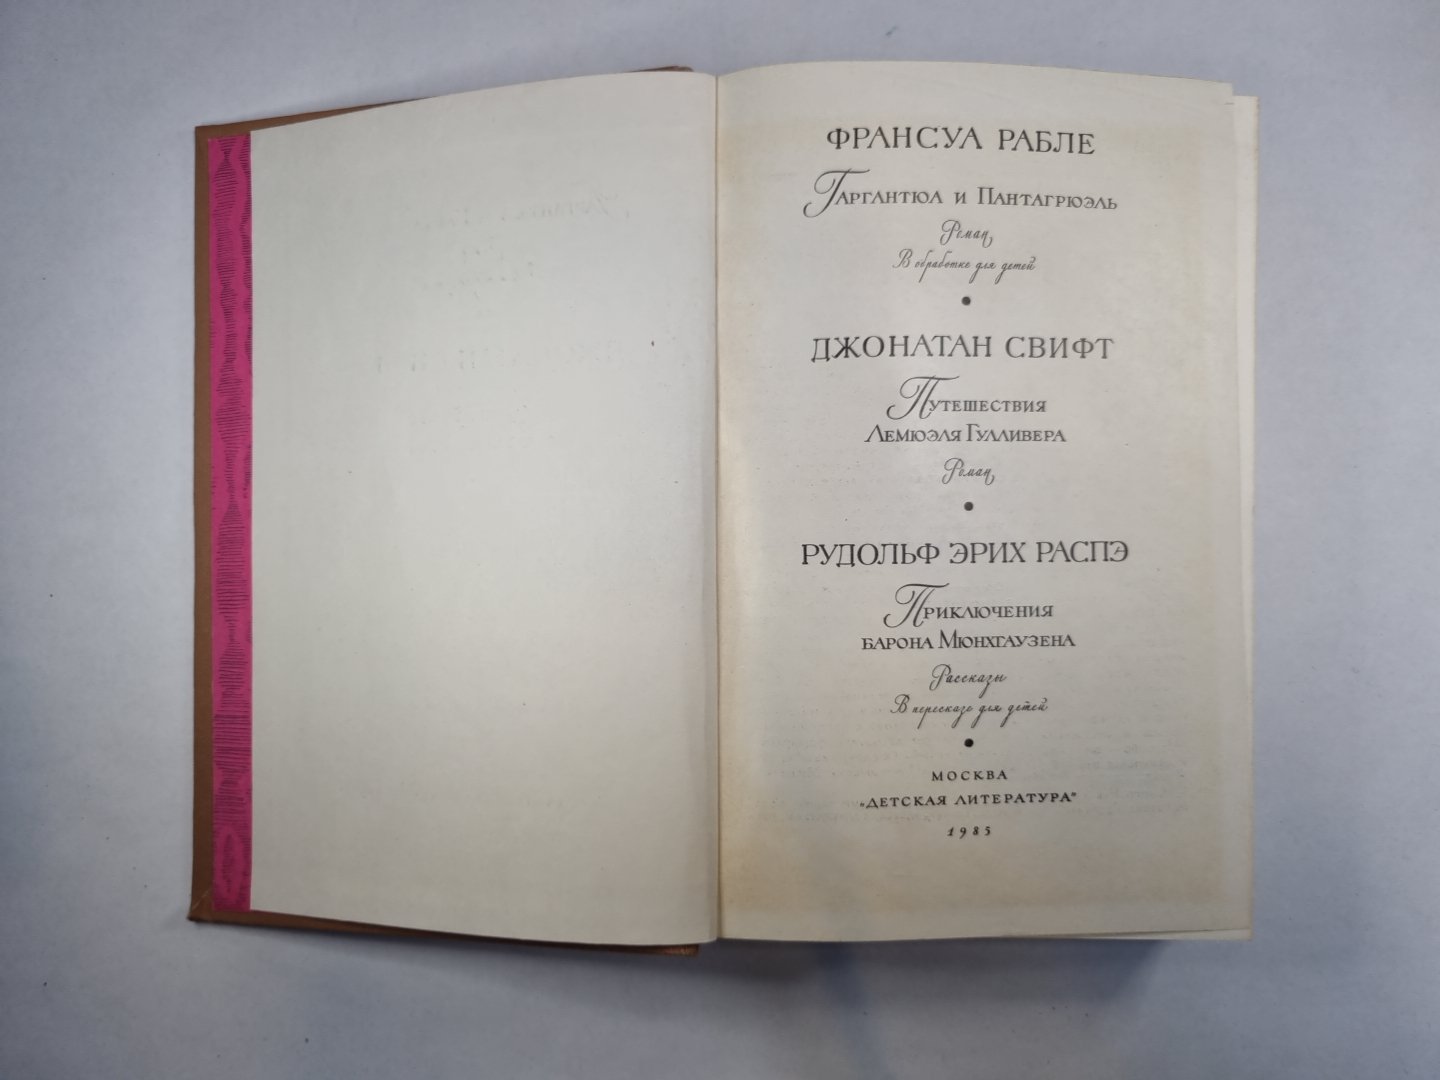 ФРАНСУА РАБЛЕ
Гаргантюа и Пантагрюэль
Роман
В обработке для детей
•
ДЖОНАТАН СВИФТ
Путешествия
Лемюэля Гулливера
Роман
•
РУДОЛЬФ ЭРИХ РАСПЭ
Приключения
барона Мюнхгаузена
Рассказы
В пересказе для детей
•
МОСКВА
„ДЕТСКАЯ ЛИТЕРАТУРА"
1985